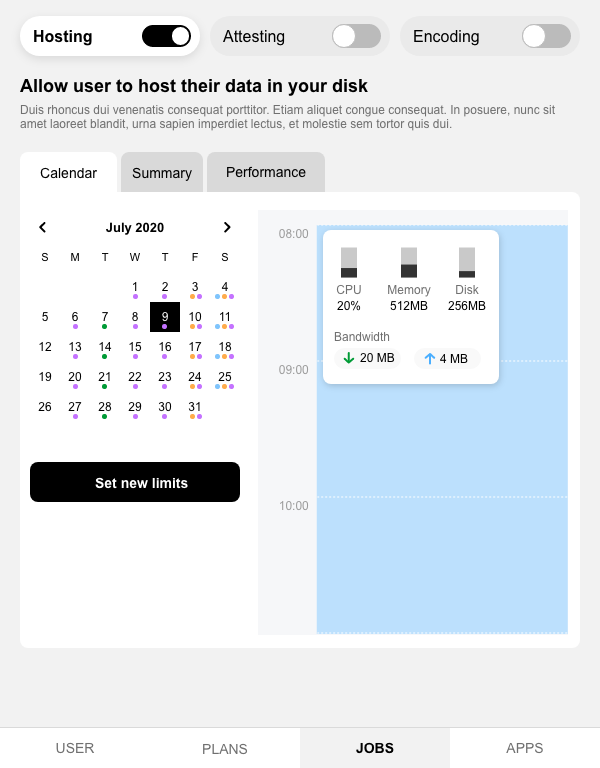 Hosting
Attesting
Encoding
Allow user to host their data in your disk
Duis rhoncus dui venenatis consequat porttitor. Etiam aliquet congue consequat. In posuere, nunc sit
amet laoreet blandit, urna sapien imperdiet lectus, et molestie sem tortor quis dui.
Calendar
Summary
Performance
July 2020
S M T W T F S
1 2 3 4
5 6 7 8 9 10 11
12 13 14 15 16 17 18
19 20 21 22 23 24 25
26 27 28 29 30 31
Set new limits
08:00
CPU Memory Disk
20% 512MB 256MB
Bandwidth
20 MB 4 MB
09:00
10:00
USER
PLANS
JOBS
APPS